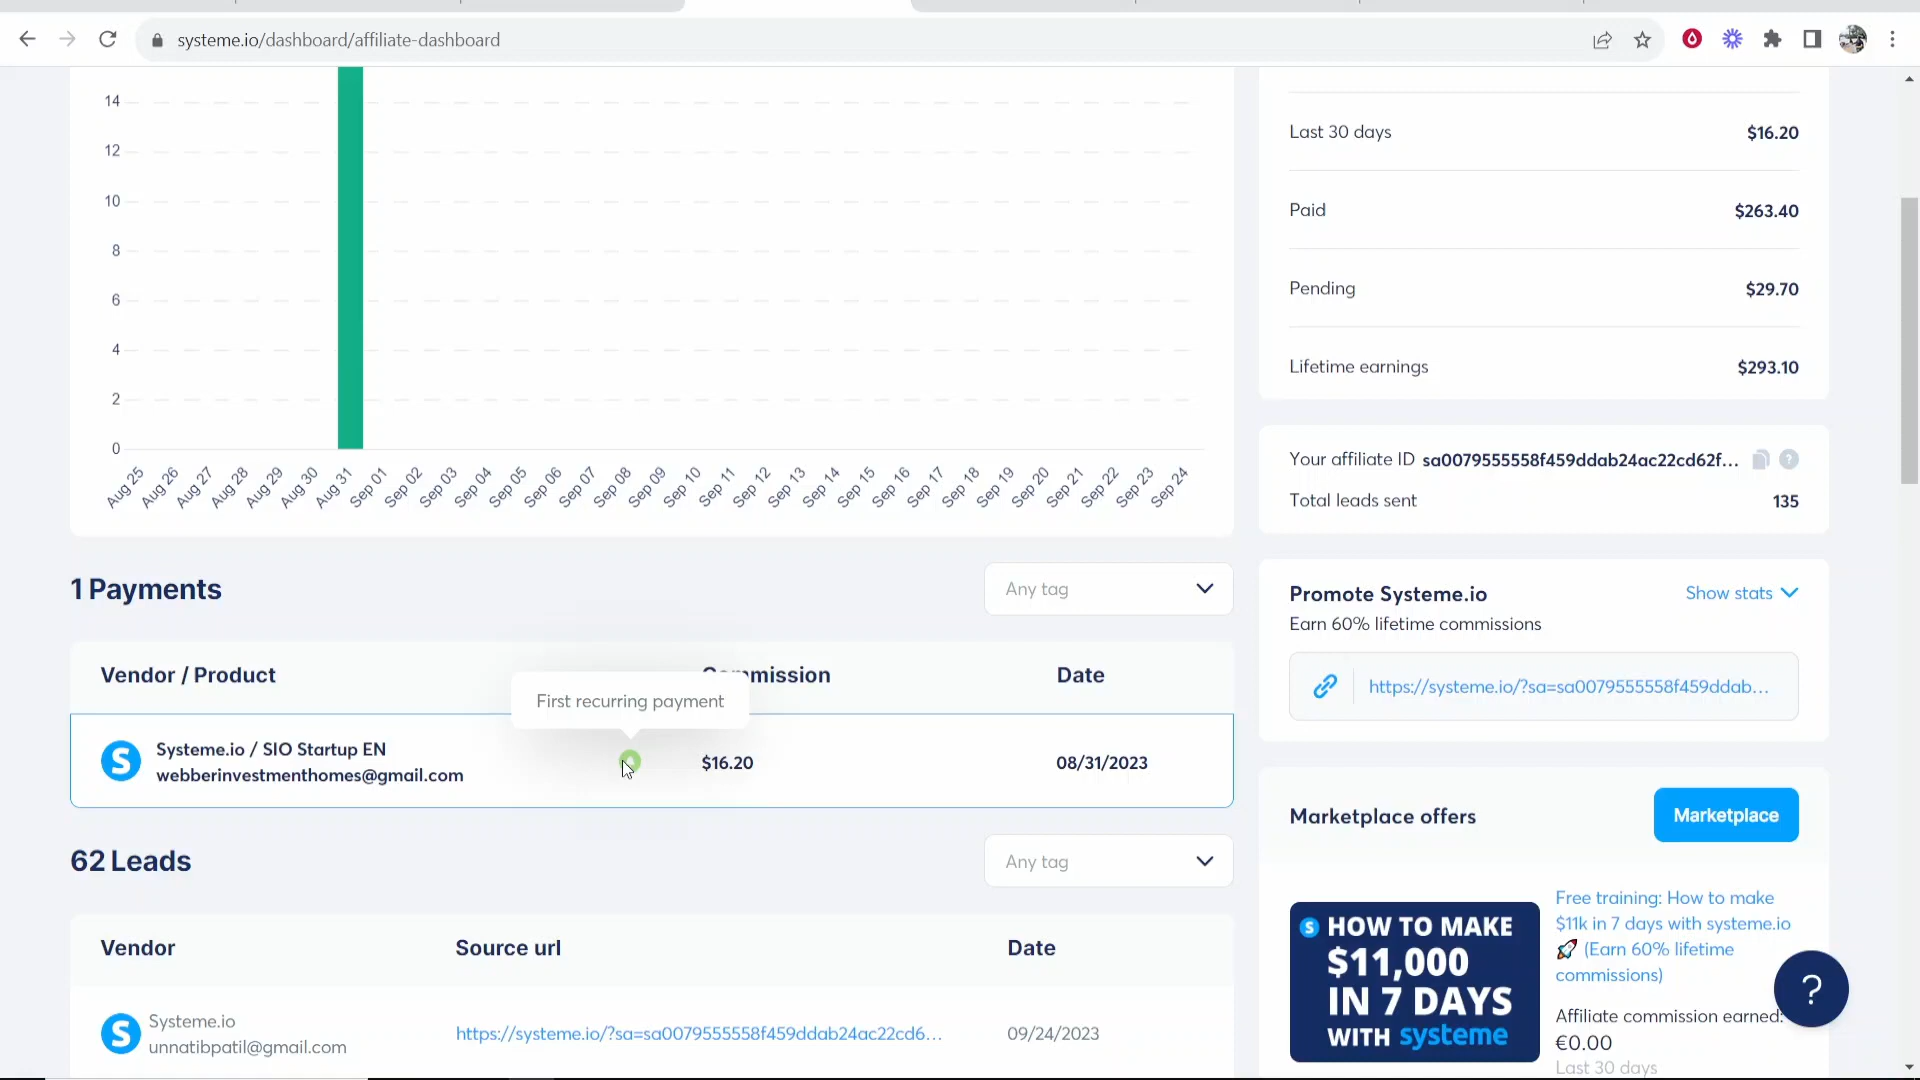 systeme.io/dashboard/affiliate-dashboard
14
12
10
8
6
4
2
0
Aug 25
Aug 26
Aug 27
Aug 28
Aug 29
Aug 30
Aug 31
Sep 01
Sep 02
Sep 03
Sep 04
Sep 05
Sep 06
Sep 07
Sep 08
Sep 09
Sep 10
Sep 11
Sep 12
Sep 13
Sep 14
Sep 15
Sep 16
Sep 17
Sep 18
Sep 19
Sep 20
Sep 21
Sep 22
Sep 23
Sep 24
1 Payments
Any tag
Vendor / Product
Commission
Date
First recurring payment
S
Systeme.io / SIO Startup EN
webberinvestmenthomes@gmail.com
$16.20
08/31/2023
62 Leads
Any tag
Vendor
Source url
Date
S
Systeme.io
unnatibpatil@gmail.com
https://systeme.io/?sa=sa0079555558f459ddab24ac22cd6...
09/24/2023
Last 30 days
$16.20
Paid
$263.40
Pending
$29.70
Lifetime earnings
$293.10
Your affiliate ID sa0079555558f459ddab24ac22cd62f...
?
Total leads sent
135
Promote Systeme.io
Show stats
Earn 60% lifetime commissions
https://systeme.io/?sa=sa0079555558f459ddab...
Marketplace offers
Marketplace
S HOW TO MAKE
$11,000
IN 7 DAYS
WITH systeme
Free training: How to make
$11k in 7 days with systeme.io
🚀 (Earn 60% lifetime
commissions)
Affiliate commission earned:
€0.00
Last 30 days
?